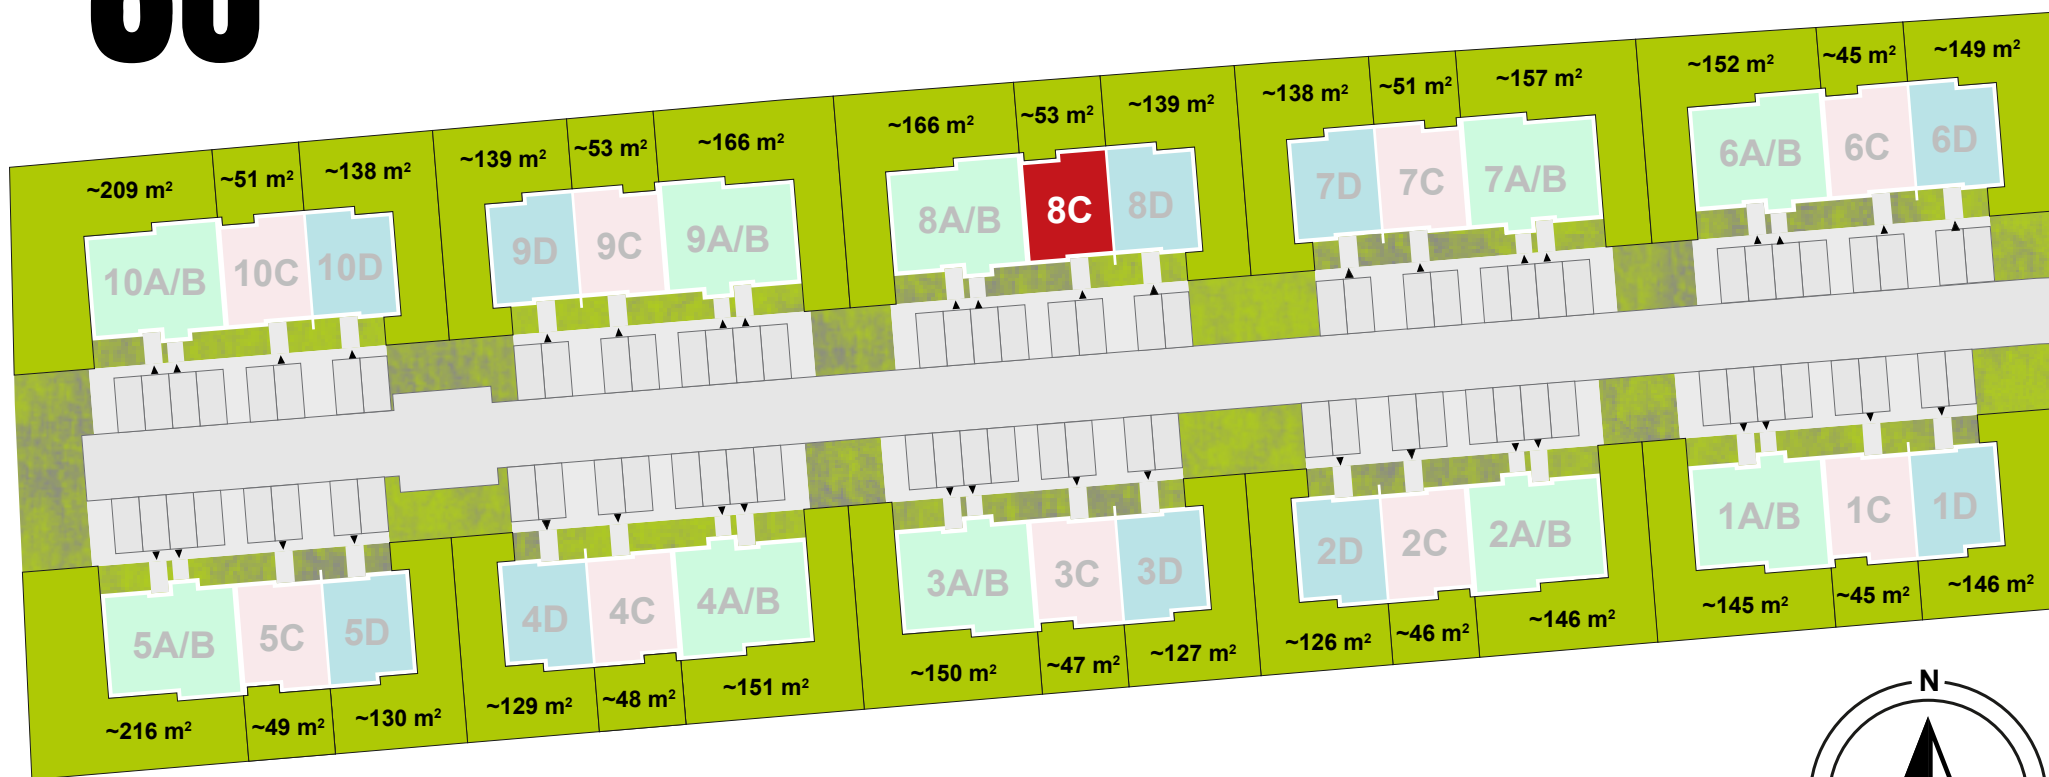 ~209 m²
~51 m²
~138 m²
~139 m²
~53 m²
~166 m²
~166 m²
~53 m²
~139 m²
~138 m²
~51 m²
~157 m²
~152 m²
~45 m²
~149 m²
10A/B
10C
10D
9D
9C
9A/B
8A/B
8C
8D
7D
7C
7A/B
6A/B
6C
6D
5A/B
5C
5D
4D
4C
4A/B
3A/B
3C
3D
2D
2C
2A/B
1A/B
1C
1D
~216 m²
~49 m²
~130 m²
~129 m²
~48 m²
~151 m²
~150 m²
~47 m²
~127 m²
~126 m²
~46 m²
~146 m²
~145 m²
~45 m²
~146 m²
N